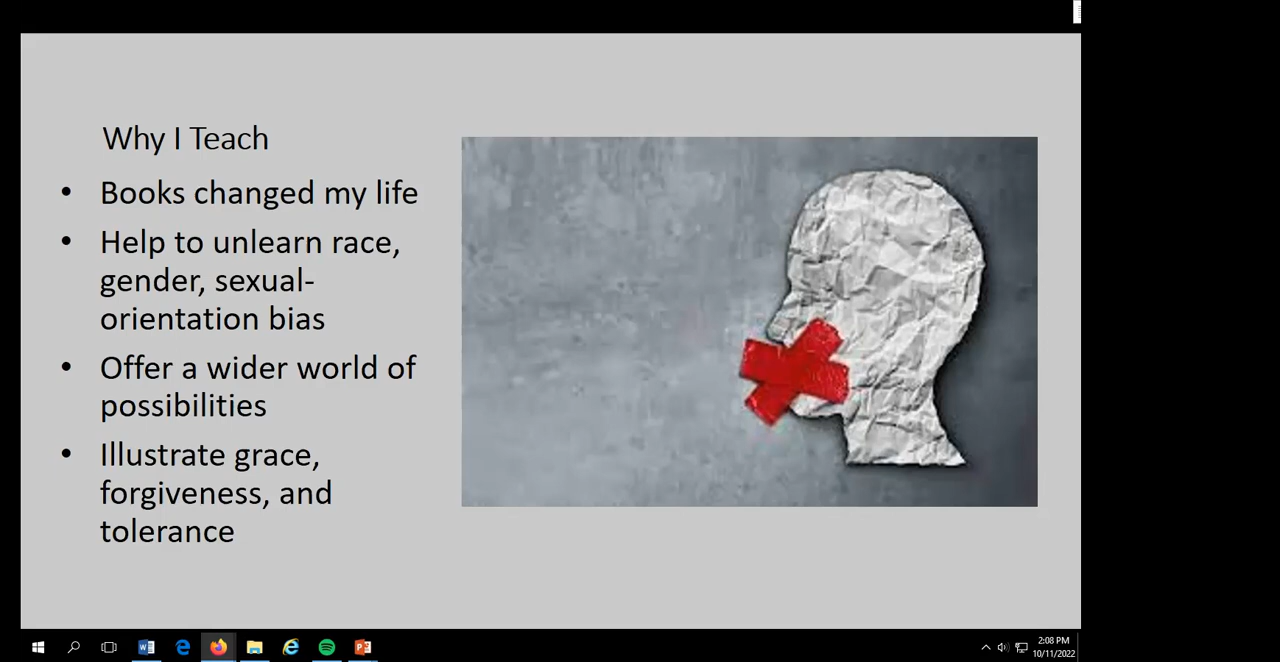 Why I Teach
• Books changed my life
• Help to unlearn race,
gender, sexual-
orientation bias
• Offer a wider world of
possibilities
• Illustrate grace,
forgiveness, and
tolerance
2:08 PM
10/11/2022